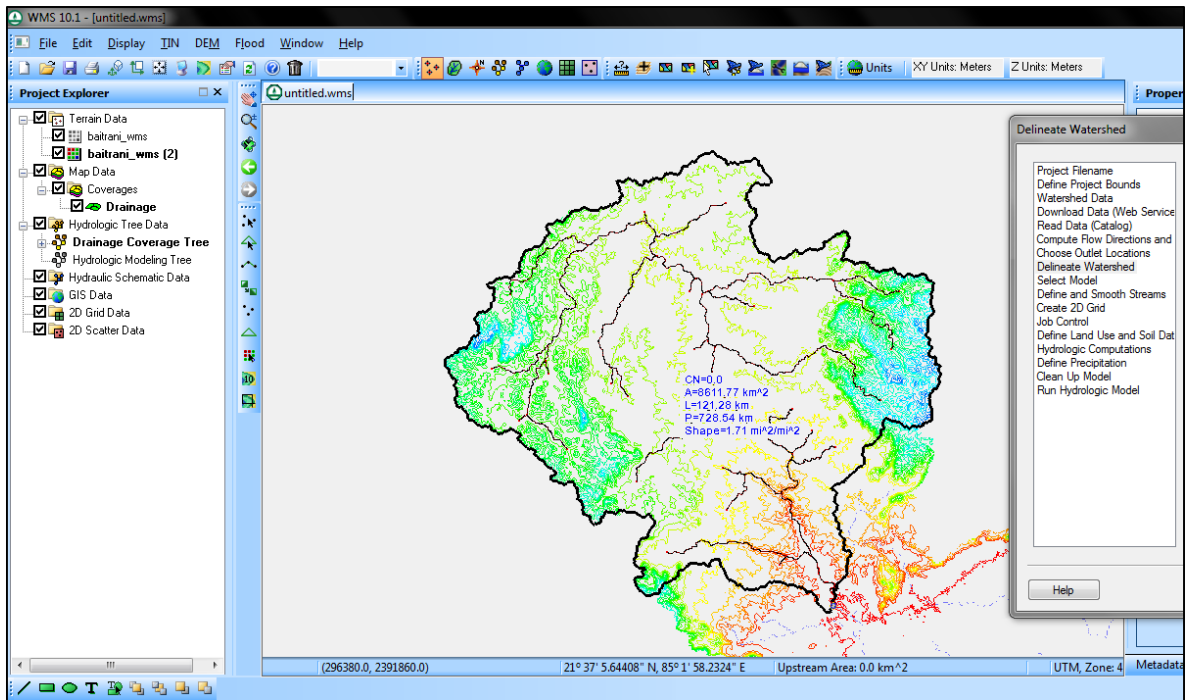 WMS 10.1 - [untitled.wms]
File Edit Display TIN DEM Flood Window Help
Units XY Units: Meters Z Units: Meters
Project Explorer
Terrain Data
baitrani_wms
baitrani_wms (2)
Map Data
Coverages
Drainage
Hydrologic Tree Data
Drainage Coverage Tree
Hydrologic Modeling Tree
Hydraulic Schematic Data
GIS Data
2D Grid Data
2D Scatter Data
untitled.wms
CN=0,0
A=8611,77 km^2
L=121,28 km
P=728.54 km
Shape=1.71 mi^2/mi^2
Proper
Delineate Watershed
Project Filename
Define Project Bounds
Watershed Data
Download Data (Web Service
Read Data (Catalog)
Compute Flow Directions and
Choose Outlet Locations
Delineate Watershed
Select Model
Define and Smooth Streams
Create 2D Grid
Job Control
Define Land Use and Soil Dat
Hydrologic Computations
Define Precipitation
Clean Up Model
Run Hydrologic Model
Help
(296380.0, 2391860.0) 21º 37' 5.64408" N, 85º 1' 58.2324" E Upstream Area: 0.0 km^2 UTM, Zone: 4
Metadata
T